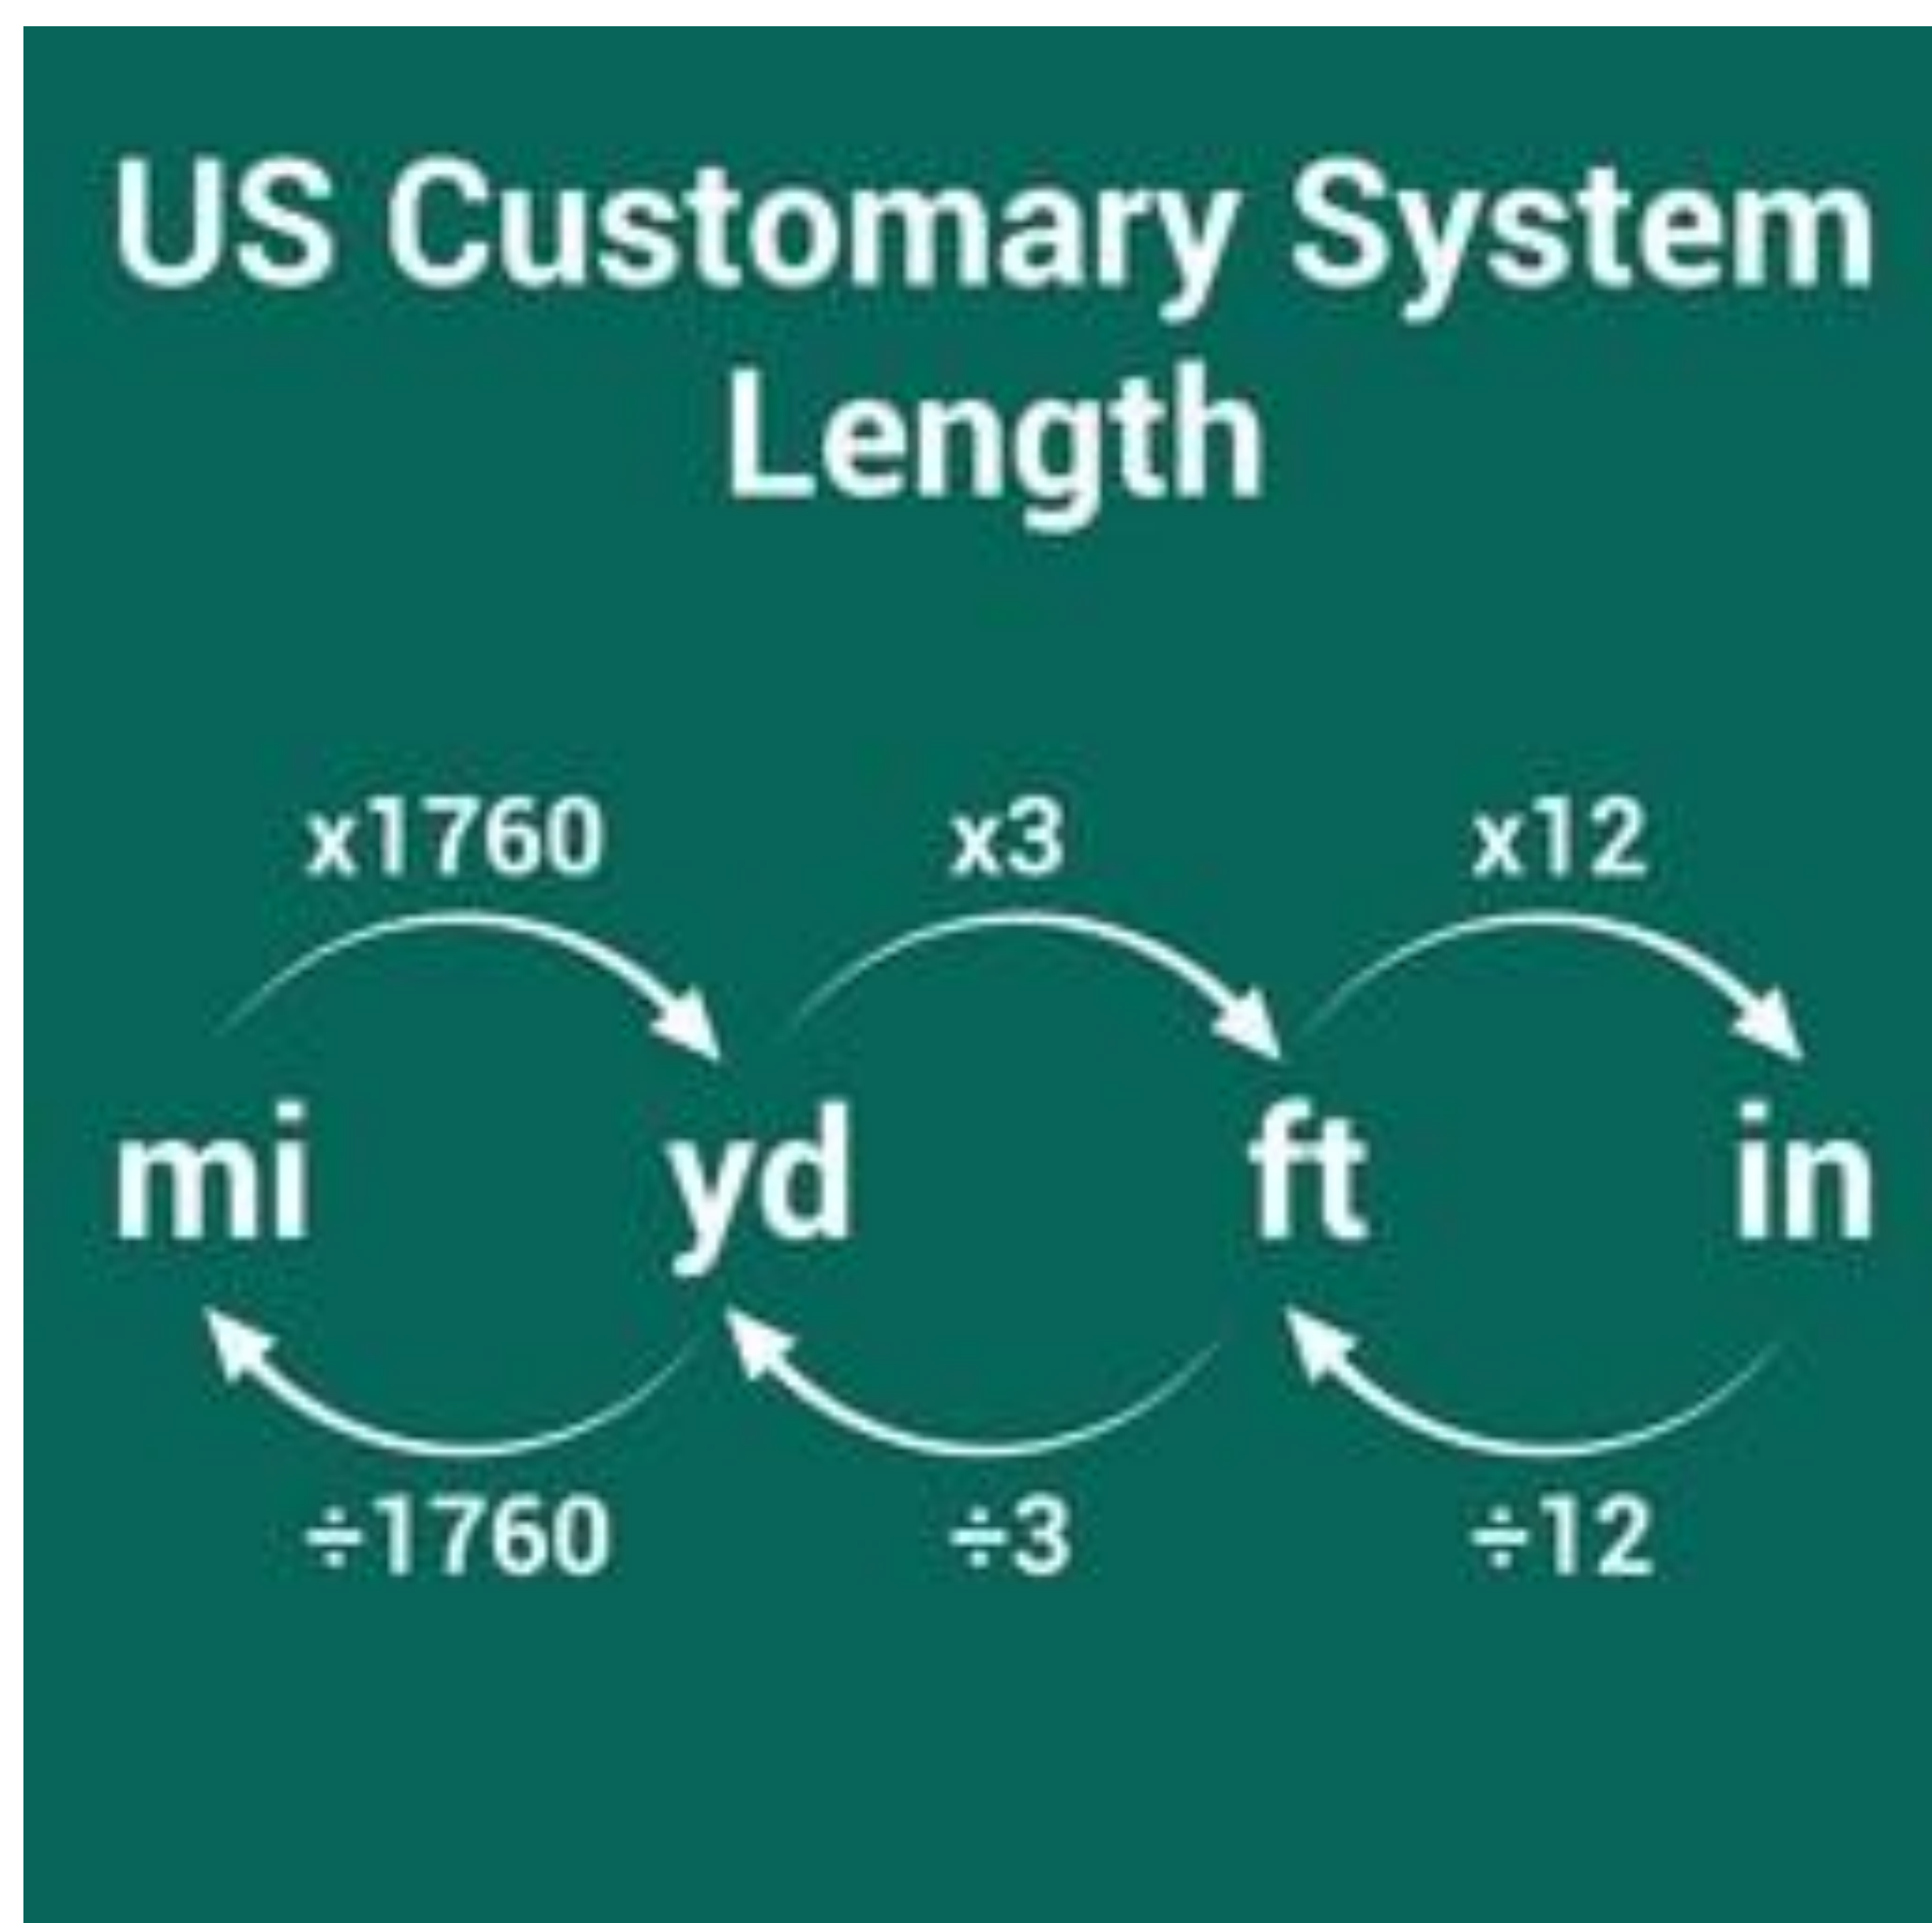 US Customary System
Length
x1760 x3 x12
mi yd ft in
÷1760 ÷3 ÷12